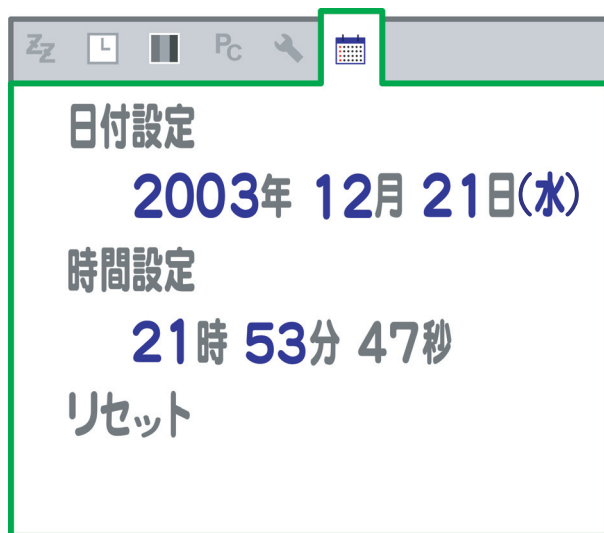 ZZ PC
日付設定
2003年 12月 21日(水)
時間設定
21時 53分 47秒
リセット